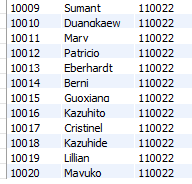 10009 Sumant 110022
10010 Duangkaew 110022
10011 Mary 110022
10012 Patricio 110022
10013 Eberhardt 110022
10014 Berni 110022
10015 Guoxiang 110022
10016 Kazuhito 110022
10017 Cristinel 110022
10018 Kazuhide 110022
10019 Lillian 110022
10020 Mayuko 110022